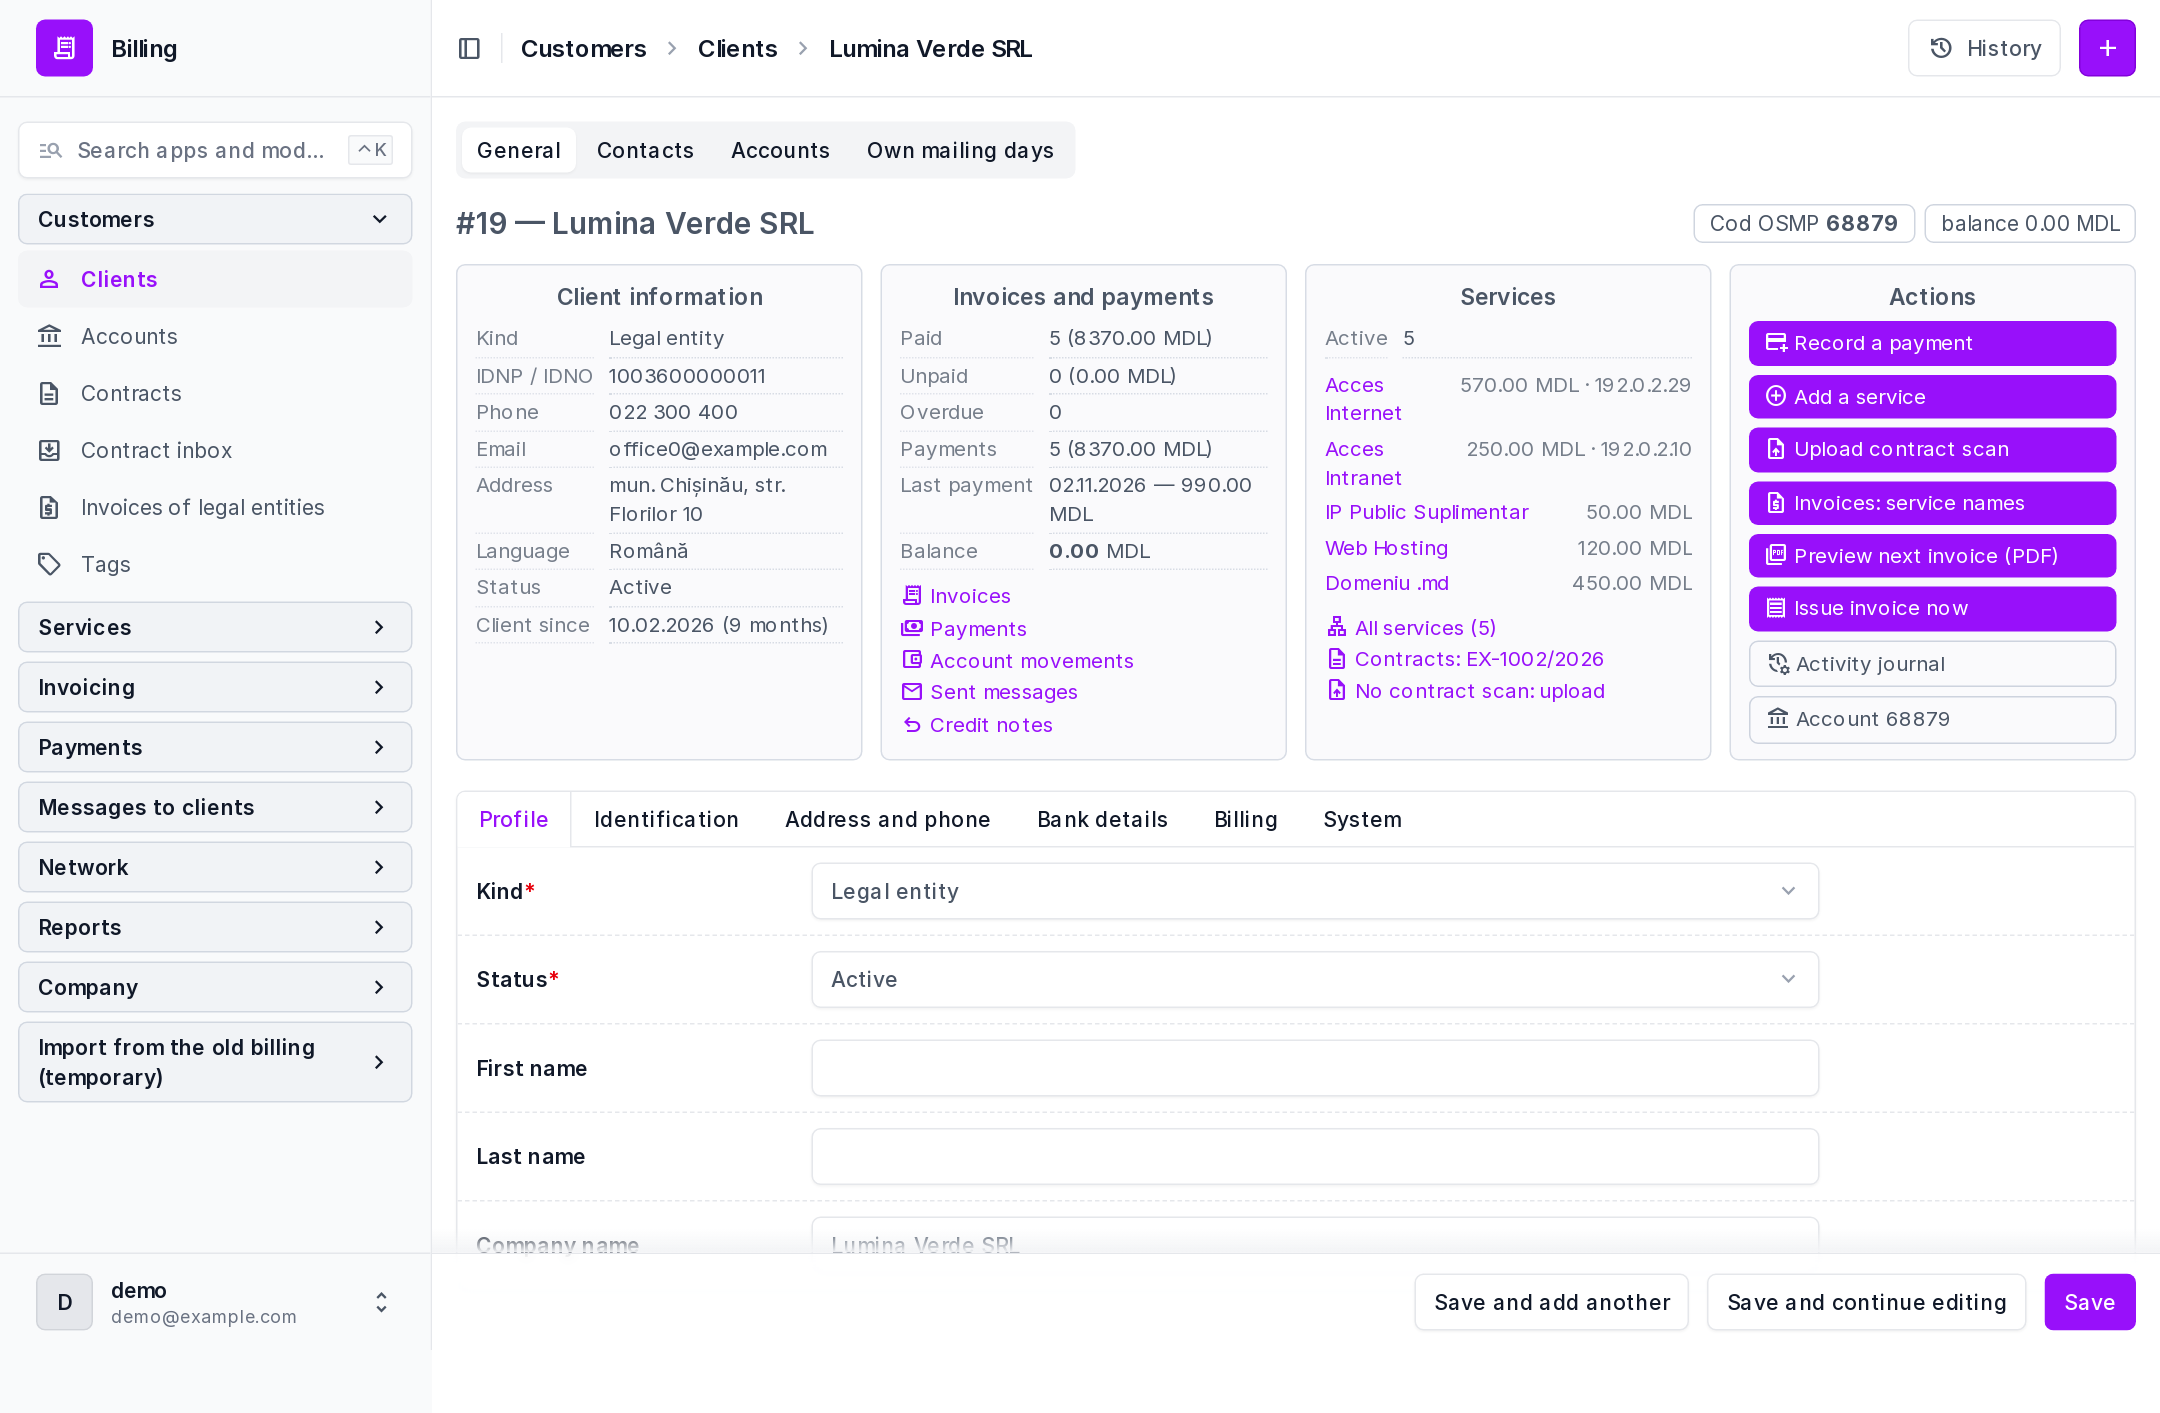 Billing
Customers > Clients > Lumina Verde SRL
History
Search apps and mod...
^K
Customers
Clients
Accounts
Contracts
Contract inbox
Invoices of legal entities
Tags
Services
Invoicing
Payments
Messages to clients
Network
Reports
Company
Import from the old billing
(temporary)
D
demo
demo@example.com
General Contacts Accounts Own mailing days
#19 — Lumina Verde SRL
Cod OSMP 68879
balance 0.00 MDL
Client information
Kind Legal entity
IDNP / IDNO 1003600000011
Phone 022 300 400
Email office0@example.com
Address mun. Chișinău, str.
Florilor 10
Language Română
Status Active
Client since 10.02.2026 (9 months)
Invoices and payments
Paid 5 (8370.00 MDL)
Unpaid 0 (0.00 MDL)
Overdue 0
Payments 5 (8370.00 MDL)
Last payment 02.11.2026 — 990.00
MDL
Balance 0.00 MDL
Invoices
Payments
Account movements
Sent messages
Credit notes
Services
Active 5
Acces 570.00 MDL · 192.0.2.29
Internet
Acces 250.00 MDL · 192.0.2.10
Intranet
IP Public Suplimentar 50.00 MDL
Web Hosting 120.00 MDL
Domeniu .md 450.00 MDL
All services (5)
Contracts: EX-1002/2026
No contract scan: upload
Actions
Record a payment
Add a service
Upload contract scan
Invoices: service names
Preview next invoice (PDF)
Issue invoice now
Activity journal
Account 68879
Profile Identification Address and phone Bank details Billing System
Kind* Legal entity
Status* Active
First name
Last name
Company name Lumina Verde SRL
Save and add another
Save and continue editing
Save